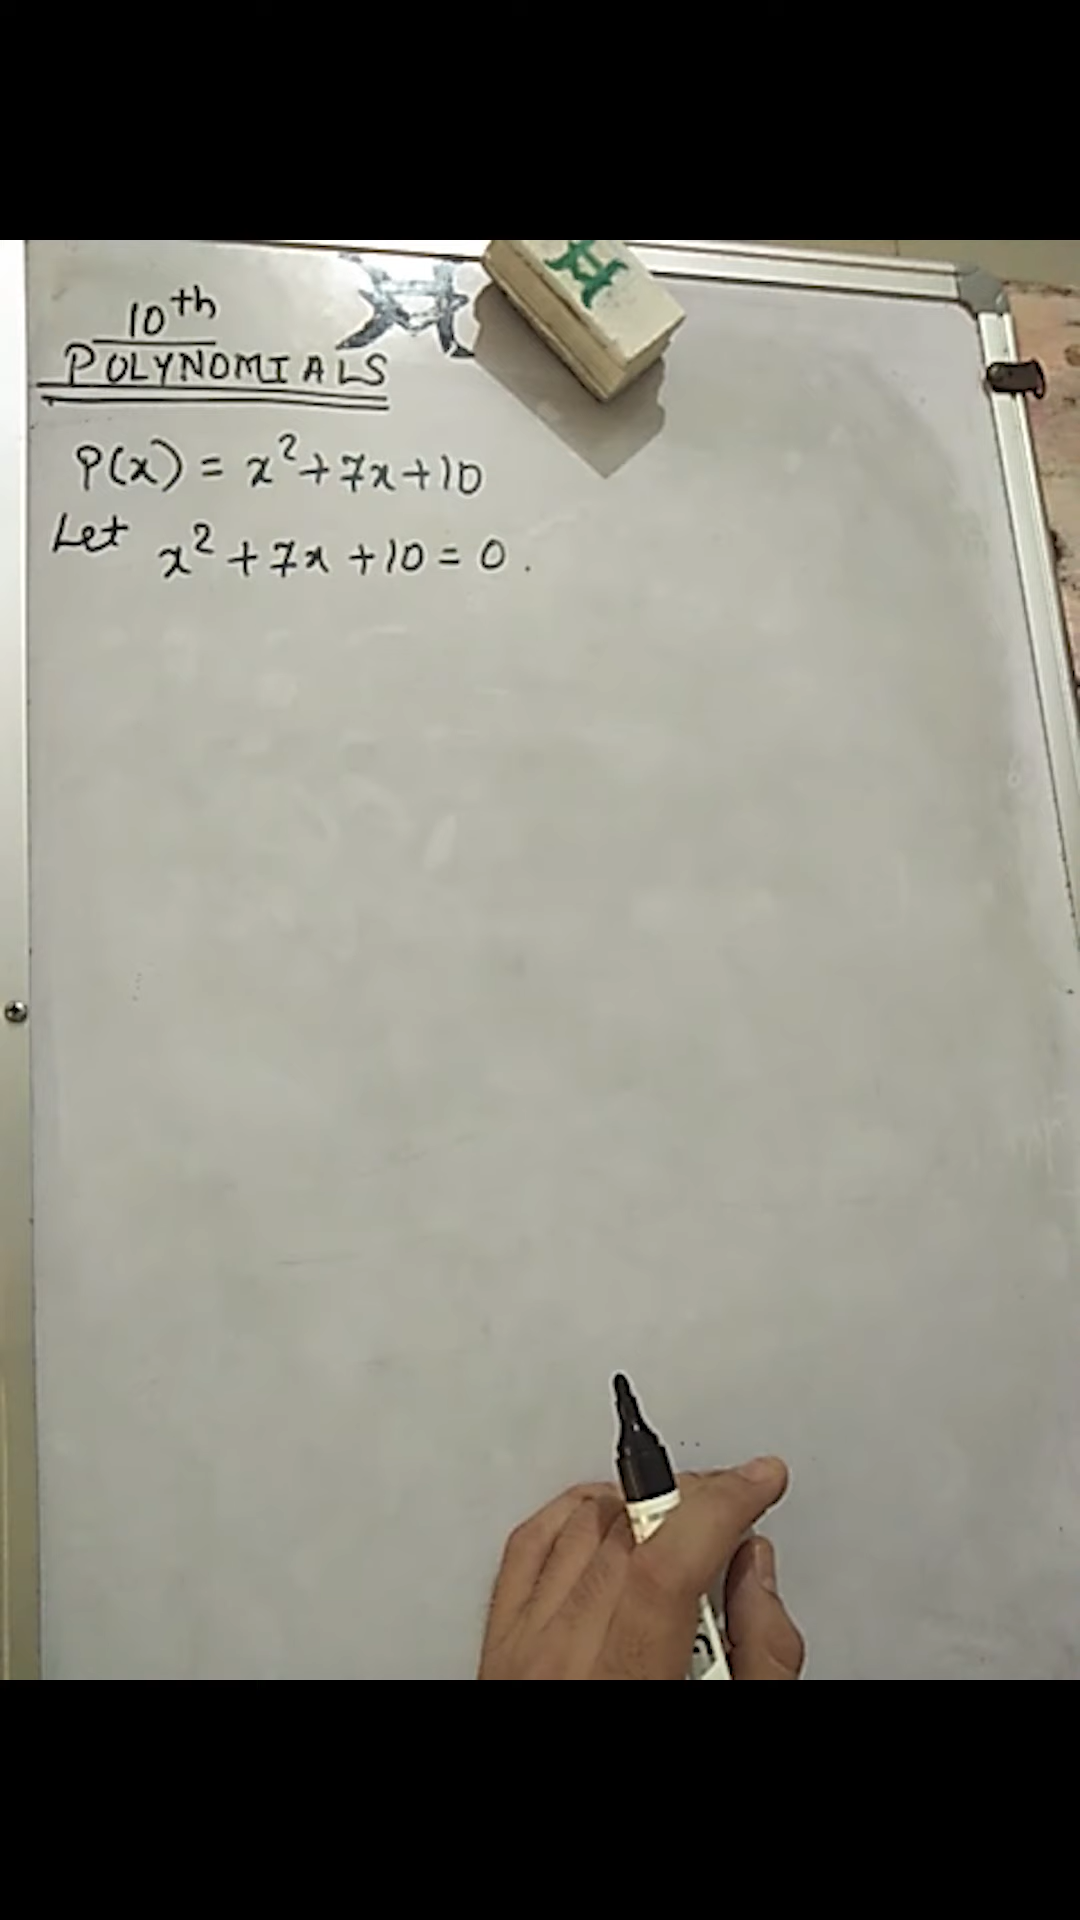 10th
POLYNOMIALS
P(x) = x² + 7x + 10
Let x² + 7x + 10 = 0.